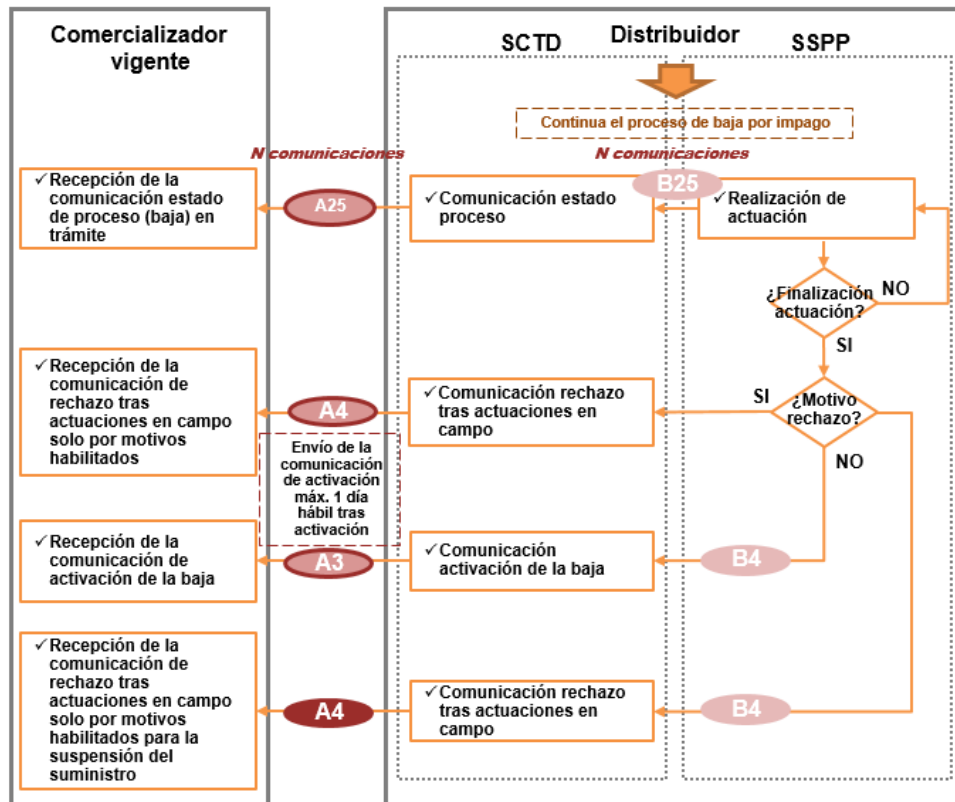 Comercializador
vigente
Distribuidor
SCTD
SSPP
Continua el proceso de baja por impago
N comunicaciones
N comunicaciones
✓Recepción de la
comunicación estado
de proceso (baja) en
trámite
A25
✓Comunicación estado
proceso
B25
✓Realización de
actuación
¿Finalización
actuación?
NO
SI
✓Recepción de la
comunicación de
rechazo tras
actuaciones en
campo solo por motivos
habilitados
A4
✓Comunicación rechazo
tras actuaciones en
campo
SI
¿Motivo
rechazo?
NO
Envío de la
comunicación
de activación
máx. 1 día
hábil tras
activación
✓Recepción de la
comunicación de
activación de la baja
A3
✓Comunicación
activación de la baja
B4
✓Recepción de la
comunicación de
rechazo tras
actuaciones en campo
solo por motivos
habilitados para la
suspensión del
suministro
A4
✓Comunicación rechazo
tras actuaciones en
campo
B4